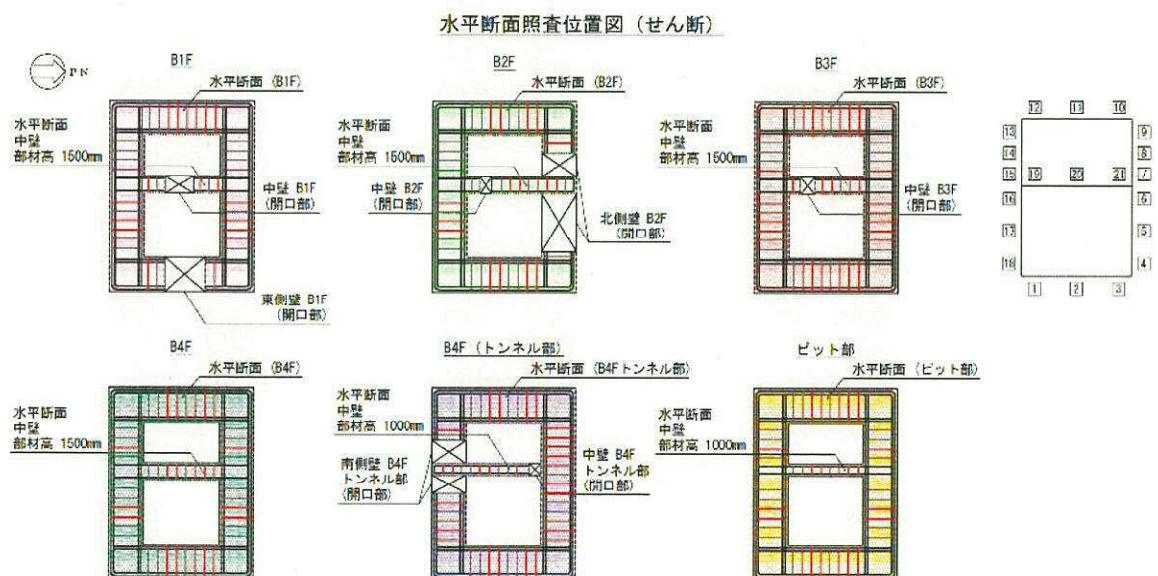 水平断面照査位置図（せん断）
PN
B1F
水平断面（B1F）
水平断面
中壁
部材高 1500mm
中壁 B1F
（開口部）
東側壁 B1F
（開口部）
B2F
水平断面（B2F）
水平断面
中壁
部材高 1500mm
中壁 B2F
（開口部）
北側壁 B2F
（開口部）
B3F
水平断面（B3F）
水平断面
中壁
部材高 1500mm
中壁 B3F
（開口部）
12 11 10
13 9
14 8
15 19 20 21 7
16 6
17 5
18 4
1 2 3
B4F
水平断面（B4F）
水平断面
中壁
部材高 1500mm
B4F（トンネル部）
水平断面（B4Fトンネル部）
水平断面
中壁
部材高 1000mm
南側壁 B4F
トンネル部
（開口部）
中壁 B4F
トンネル部
（開口部）
ピット部
水平断面（ピット部）
水平断面
中壁
部材高 1000mm